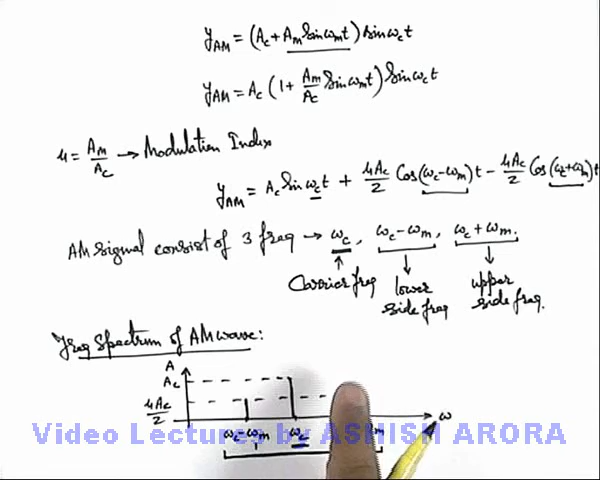 y_AM = (A_c + A_m Sin ω_m t) Sin ω_c t
y_AM = A_c (1 + A_m/A_c Sin ω_m t) Sin ω_c t
μ = A_m/A_c → Modulation Index
y_AM = A_c Sin ω_c t + μA_c/2 Cos(ω_c-ω_m)t - μA_c/2 Cos(ω_c+ω_m)t
AM signal consist of 3 freq → ω_c, ω_c-ω_m, ω_c+ω_m.
Carrier freq
lower side freq
upper side freq.
Freq Spectrum of AM wave:
A
A_c
μA_c/2
ω
ω_c-ω_m ω_c
Video Lectures by ASHISH ARORA